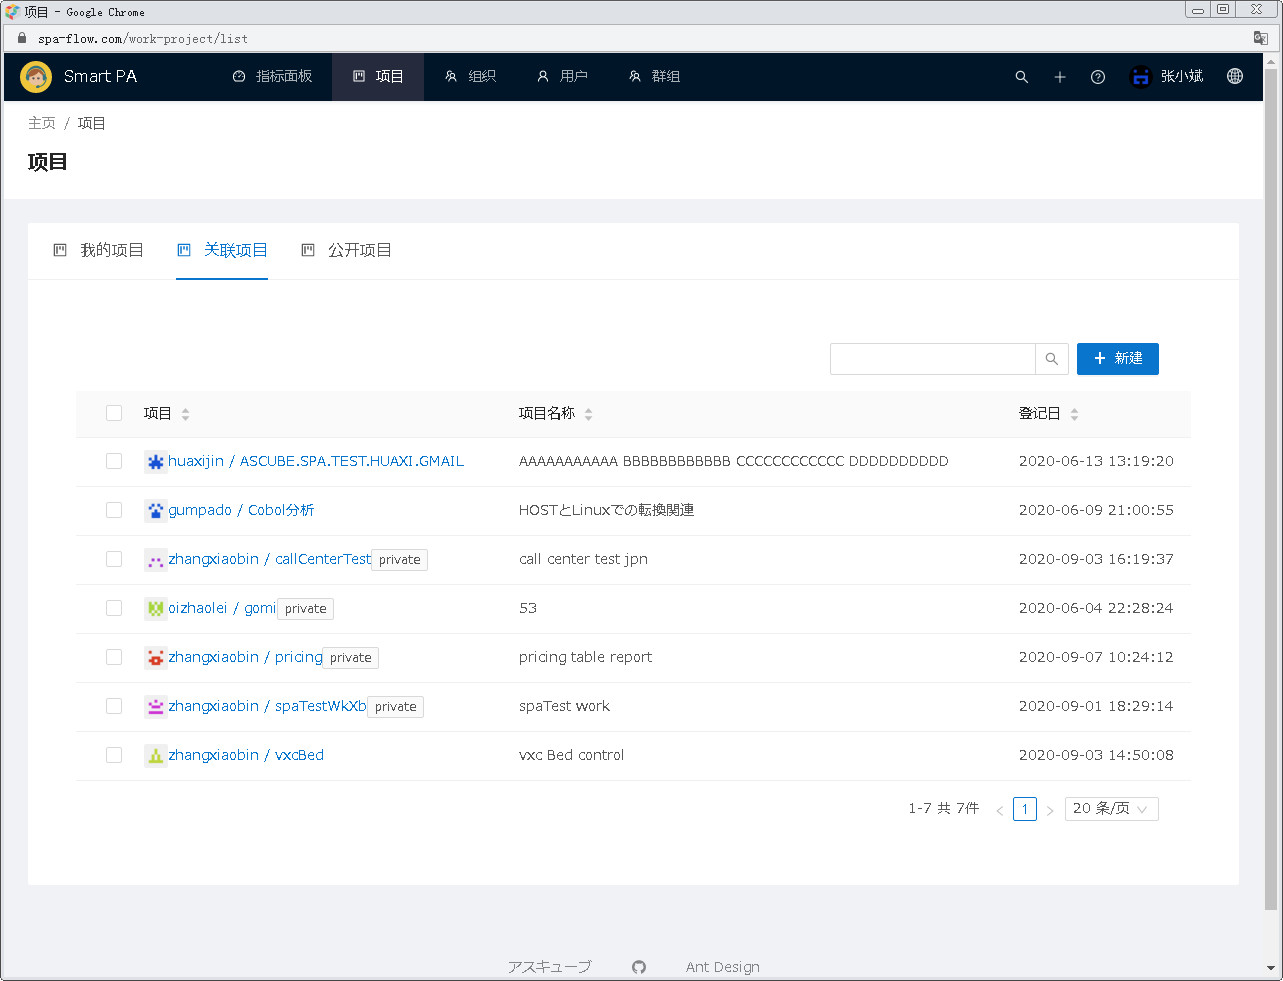 项目 - Google Chrome
spa-flow.com/work-project/list
Smart PA 指标面板 项目 组织 用户 群组 张小斌
主页 / 项目
项目
我的项目 关联项目 公开项目
新建
项目 项目名称 登记日
huaxijin / ASCUBE.SPA.TEST.HUAXI.GMAIL AAAAAAAAAAA BBBBBBBBBBBB CCCCCCCCCCCC DDDDDDDDDD 2020-06-13 13:19:20
gumpado / Cobol分析 HOSTとLinuxでの転換関連 2020-06-09 21:00:55
zhangxiaobin / callCenterTest private call center test jpn 2020-09-03 16:19:37
oizhaolei / gomi private 53 2020-06-04 22:28:24
zhangxiaobin / pricing private pricing table report 2020-09-07 10:24:12
zhangxiaobin / spaTestWkXb private spaTest work 2020-09-01 18:29:14
zhangxiaobin / vxcBed vxc Bed control 2020-09-03 14:50:08
1-7 共 7件 < 1 > 20 条/页
アスキューブ Ant Design